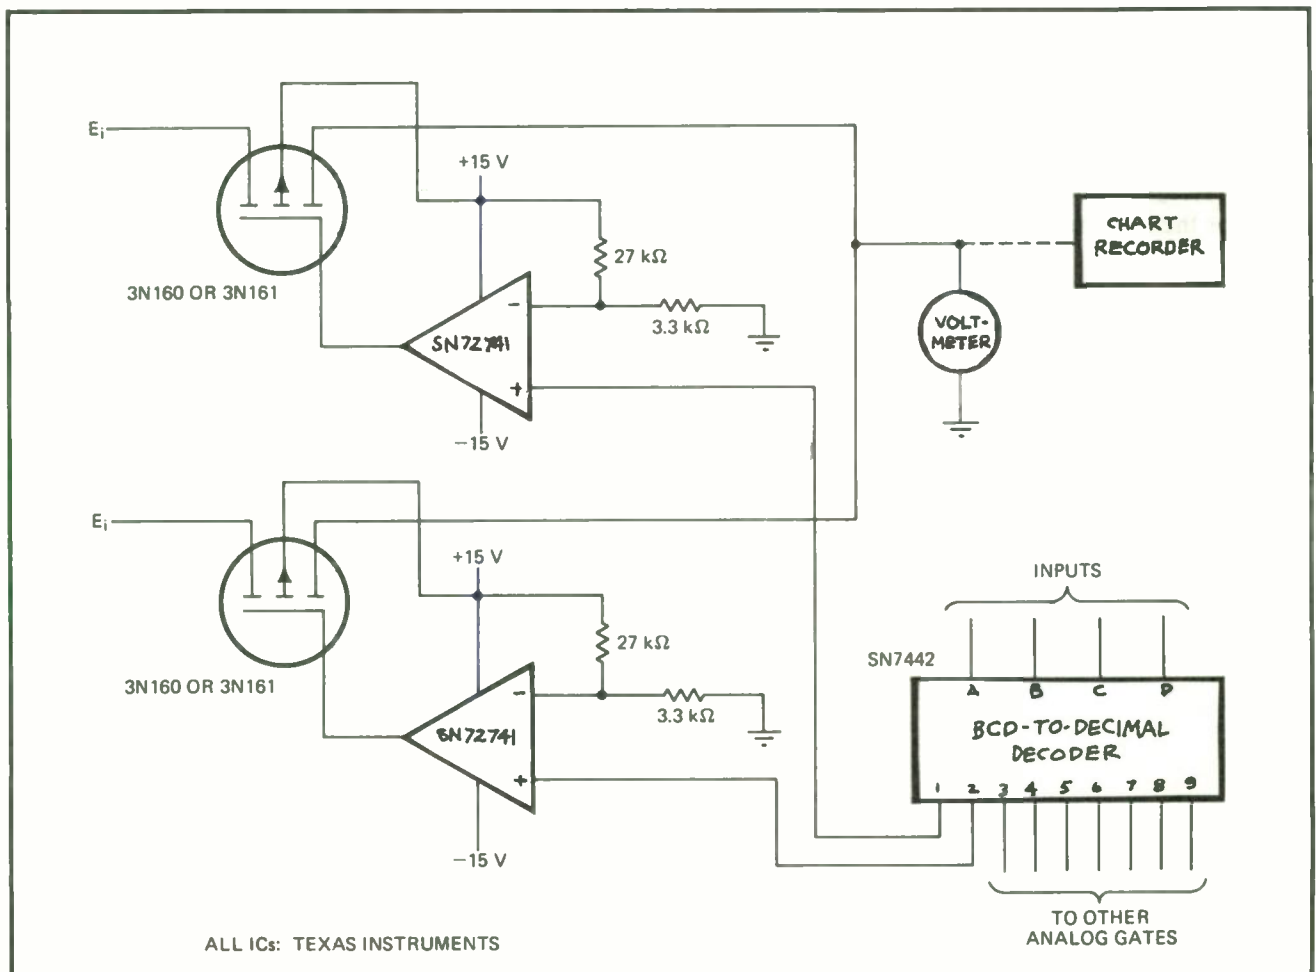 Ei
+15 V
27 kΩ
CHART
RECORDER
3N160 OR 3N161
-
3.3 kΩ
SN72741
VOLT-
METER
+
-15 V
Ei
+15 V
INPUTS
27 kΩ
SN7442
3N160 OR 3N161
-
3.3 kΩ
A B C D
SN72741
BCD-TO-DECIMAL
DECODER
+
1 2 3 4 5 6 7 8 9
-15 V
TO OTHER
ANALOG GATES
ALL ICs: TEXAS INSTRUMENTS